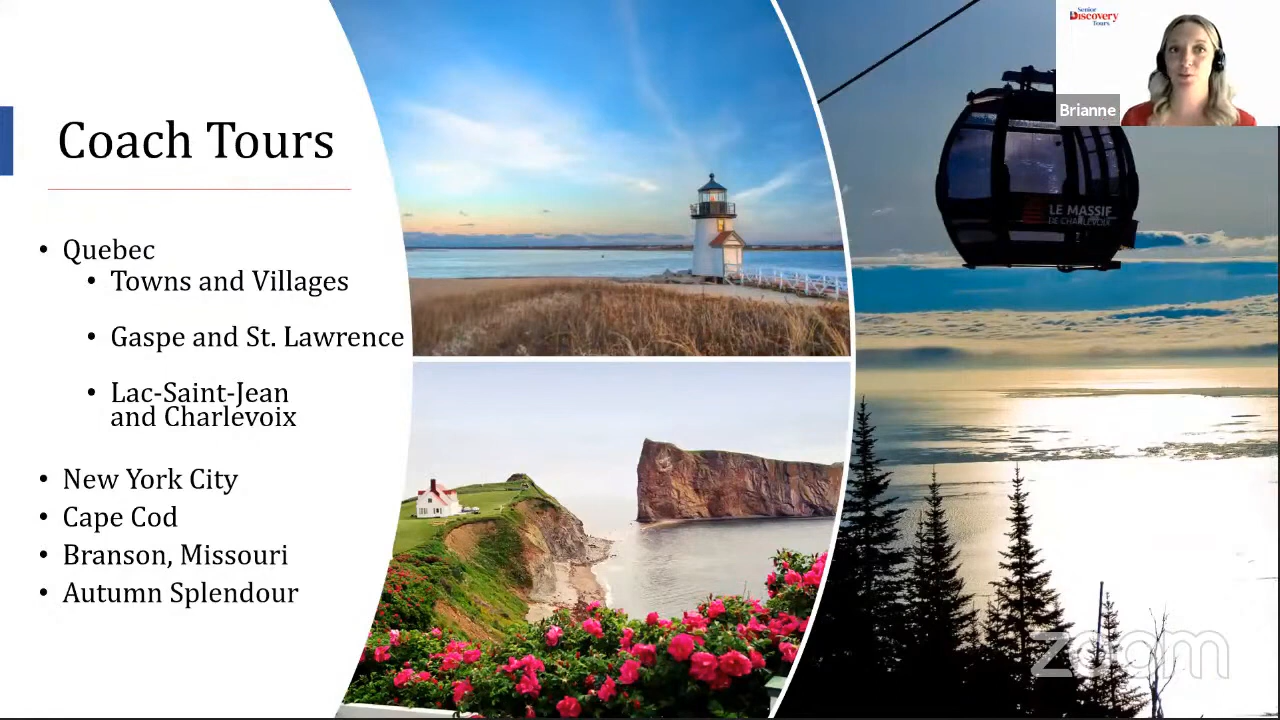 Coach Tours
• Quebec
• Towns and Villages
• Gaspe and St. Lawrence
• Lac-Saint-Jean
and Charlevoix
• New York City
• Cape Cod
• Branson, Missouri
• Autumn Splendour
LE MASSIF
DE CHARLEVOIX
Senior
Discovery
Tours
Brianne
zoom